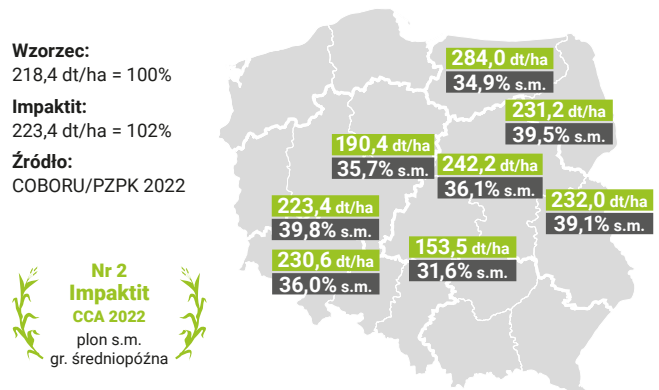 Wzorzec:
218,4 dt/ha = 100%
Impaktit:
223,4 dt/ha = 102%
Źródło:
COBORU/PZPK 2022
Nr 2
Impaktit
CCA 2022
plon s.m.
gr. średniopóźna
284,0 dt/ha
34,9% s.m.
231,2 dt/ha
39,5% s.m.
190,4 dt/ha
35,7% s.m.
242,2 dt/ha
36,1% s.m.
232,0 dt/ha
39,1% s.m.
223,4 dt/ha
39,8% s.m.
153,5 dt/ha
31,6% s.m.
230,6 dt/ha
36,0% s.m.